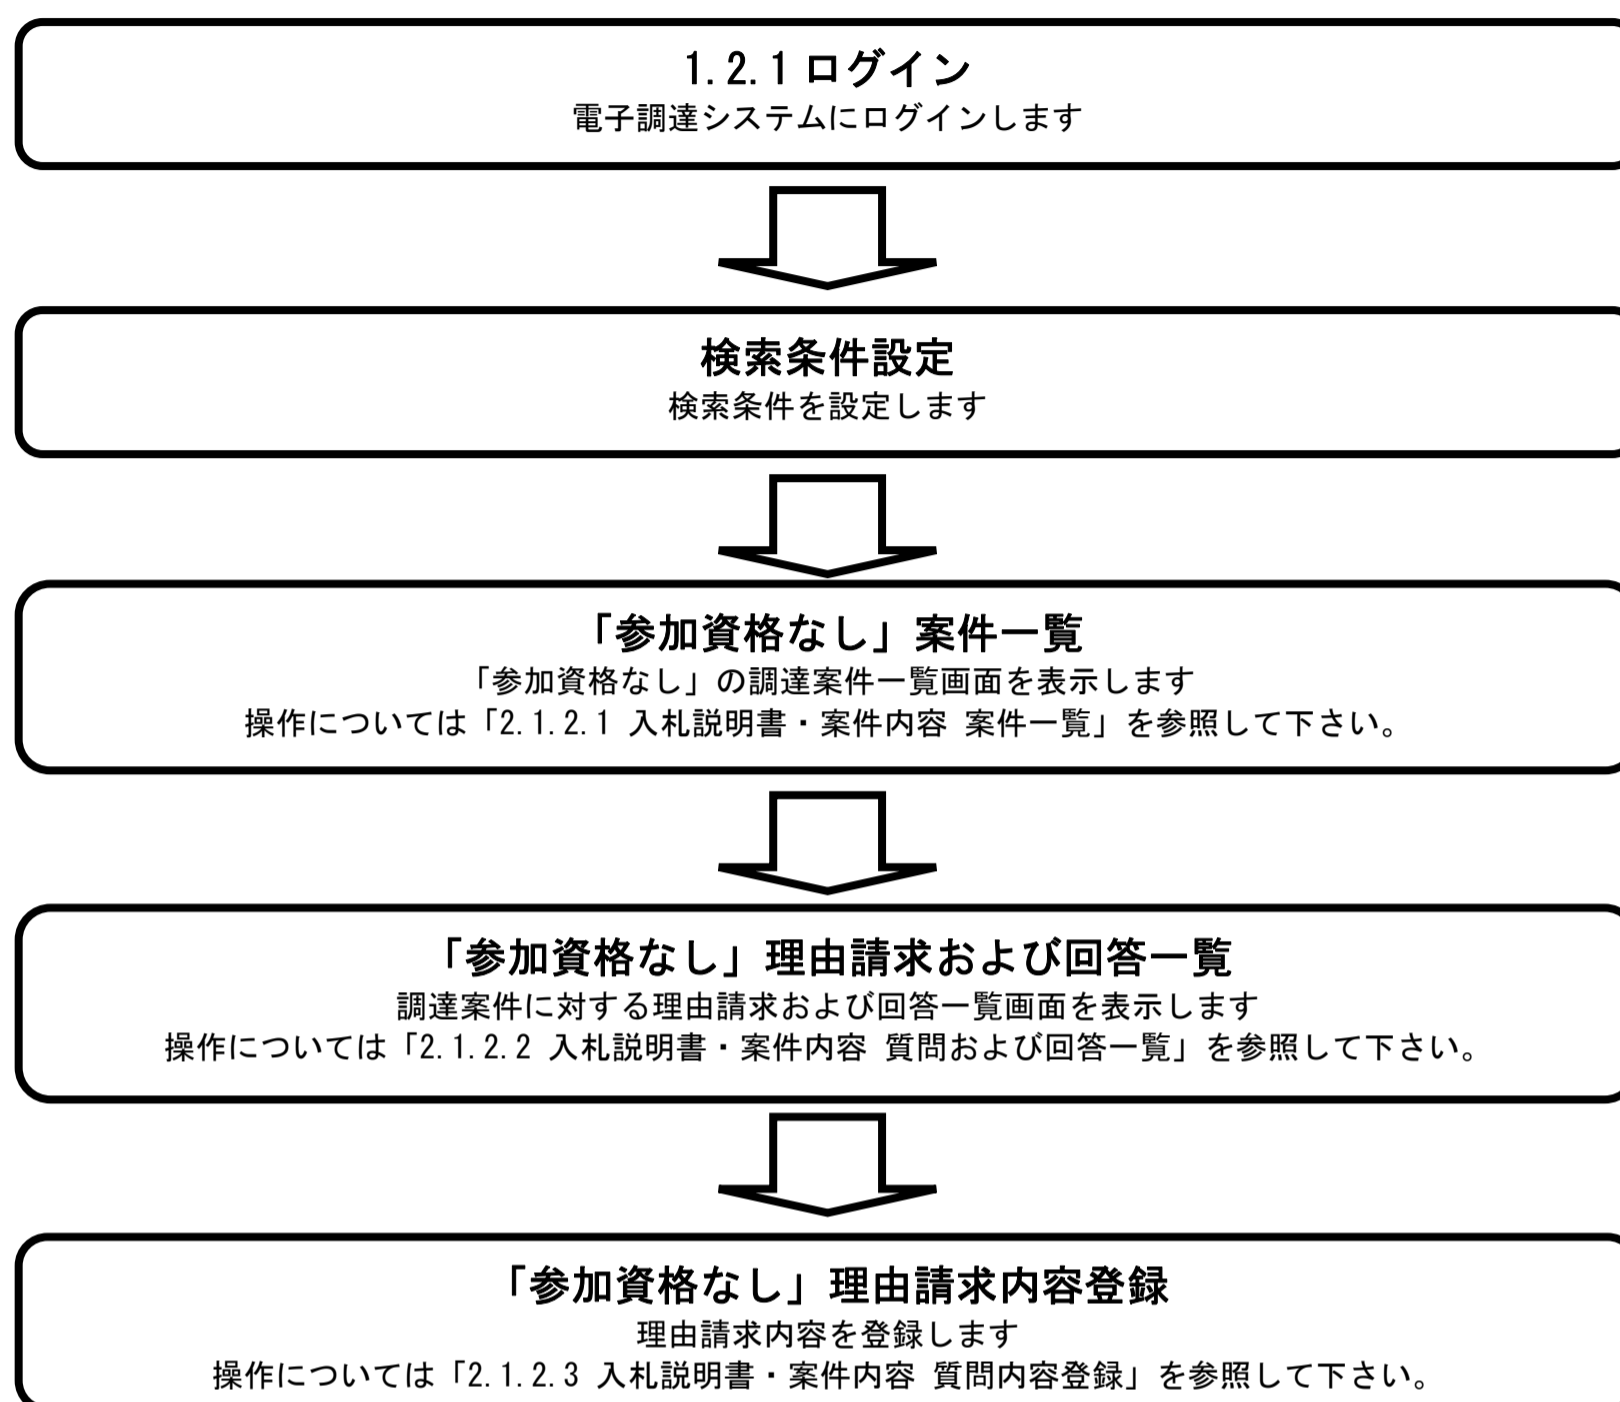 1.2.1 ログイン
電子調達システムにログインします
検索条件設定
検索条件を設定します
「参加資格なし」案件一覧
「参加資格なし」の調達案件一覧画面を表示します
操作については「2.1.2.1 入札説明書・案件内容 案件一覧」を参照して下さい。
「参加資格なし」理由請求および回答一覧
調達案件に対する理由請求および回答一覧画面を表示します
操作については「2.1.2.2 入札説明書・案件内容 質問および回答一覧」を参照して下さい。
「参加資格なし」理由請求内容登録
理由請求内容を登録します
操作については「2.1.2.3 入札説明書・案件内容 質問内容登録」を参照して下さい。